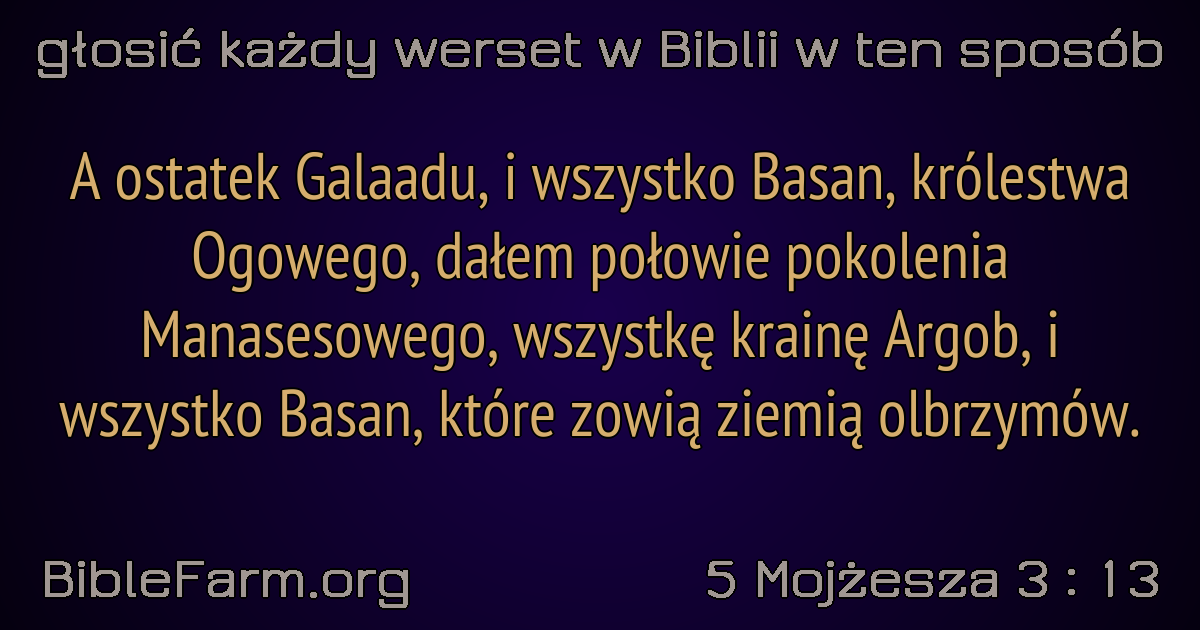 głosić każdy werset w Biblii w ten sposób
A ostatek Galaadu, i wszystko Basan, królestwa
Ogowego, dałem połowie pokolenia
Manasesowego, wszystkę krainę Argob, i
wszystko Basan, które zowią ziemią olbrzymów.
BibleFarm.org
5 Mojżesza 3 : 13